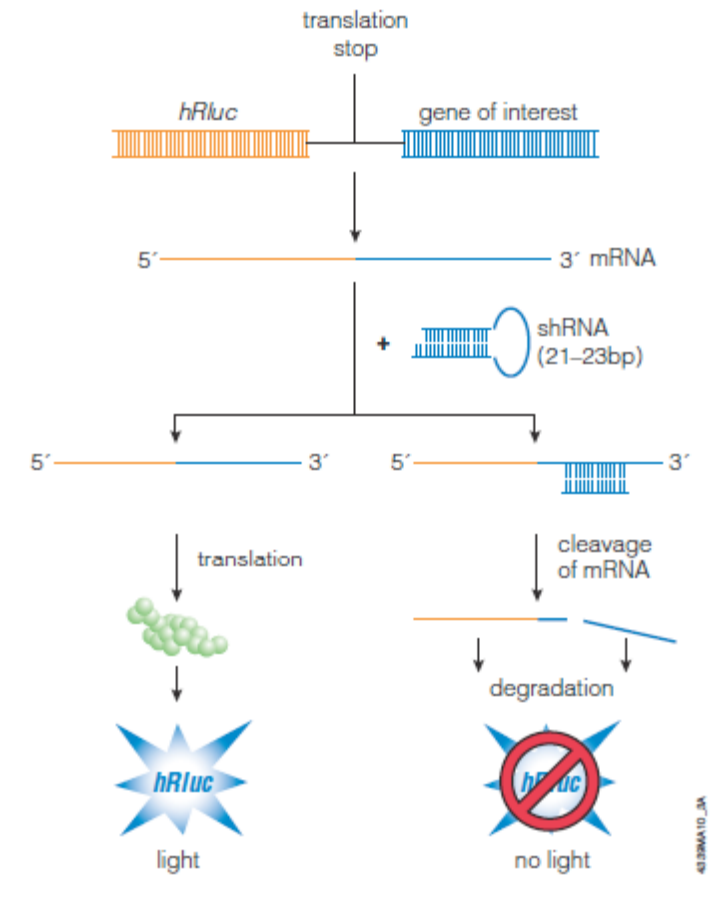 translation
stop
hRluc
gene of interest
5´
3´ mRNA
+
shRNA
(21–23bp)
5´
3´
5´
3´
translation
cleavage
of mRNA
degradation
hRluc
light
no light